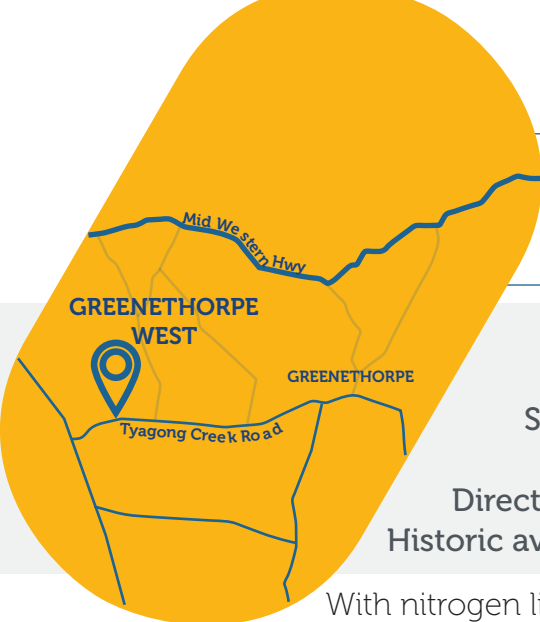 Mid Western Hwy
GREENETHORPE
WEST
GREENETHORPE
Tyagong Creek Road
S
Direct
Historic av
With nitrogen li